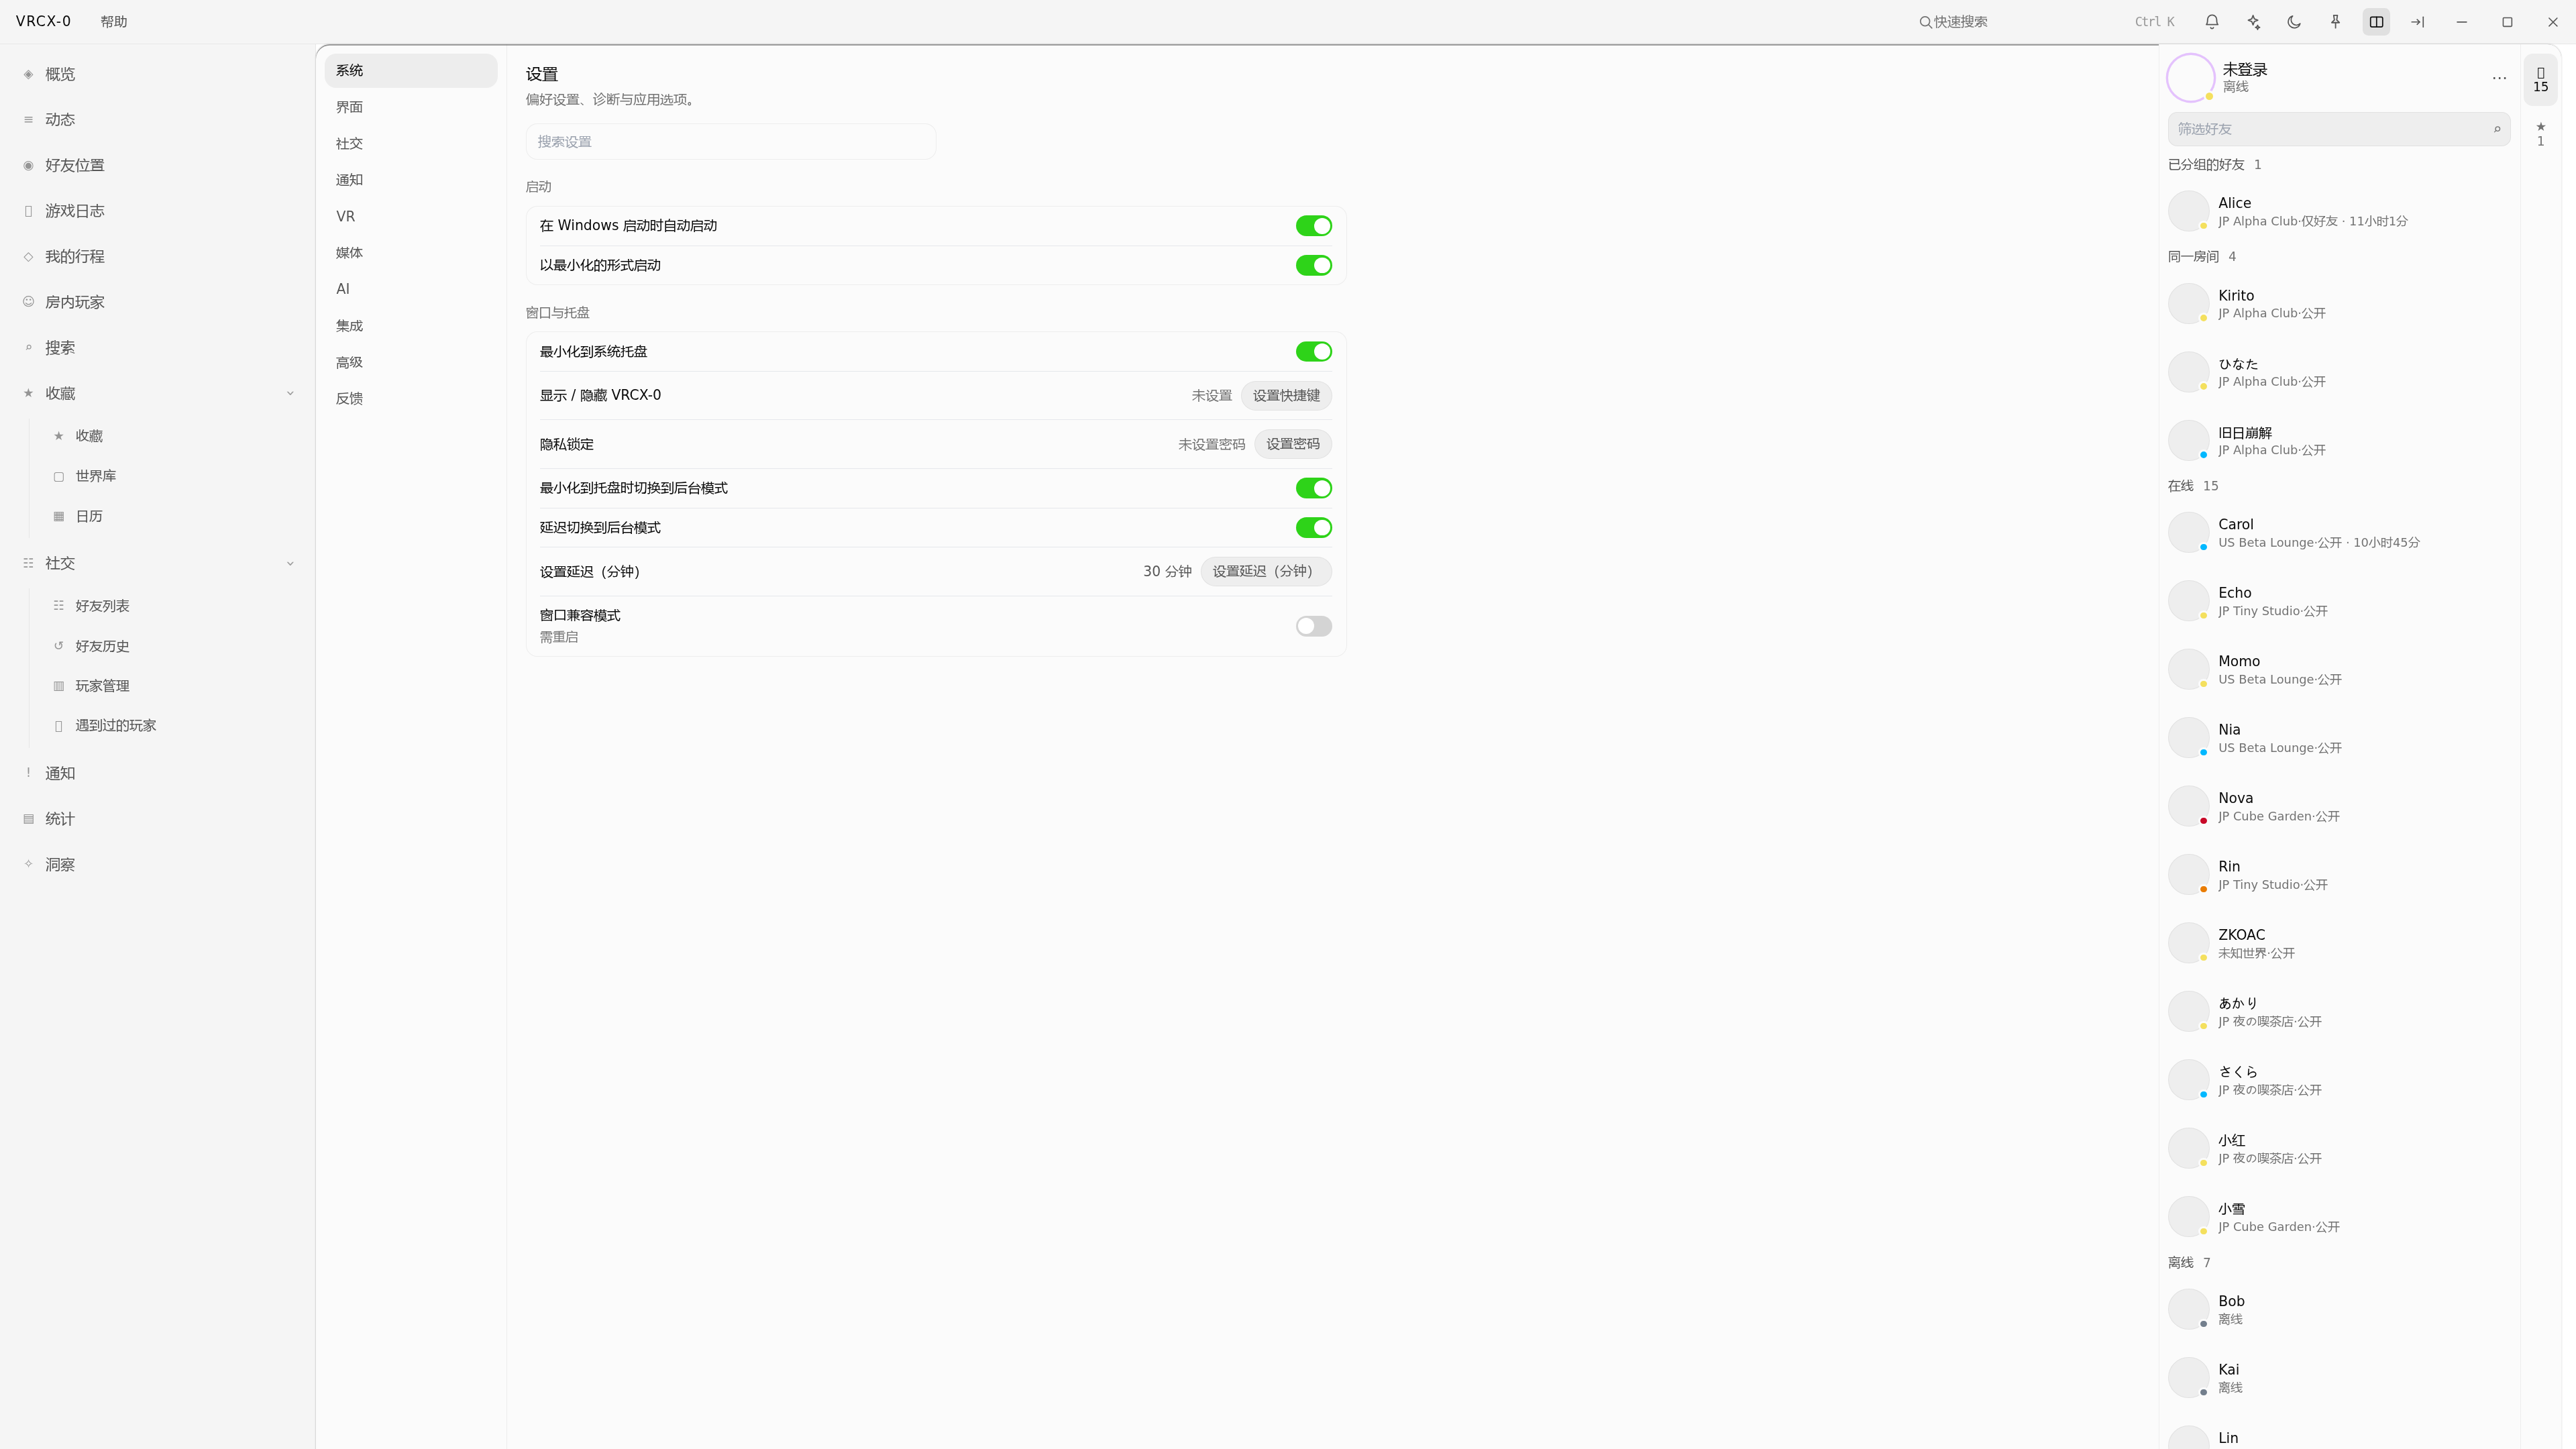 VRCX-0
帮助
快速搜索
Ctrl K
概览
动态
好友位置
游戏日志
我的行程
房内玩家
搜索
收藏
收藏
世界库
日历
社交
好友列表
好友历史
玩家管理
遇到过的玩家
通知
统计
洞察
系统
界面
社交
通知
VR
媒体
AI
集成
高级
反馈
设置
偏好设置、诊断与应用选项。
搜索设置
启动
在 Windows 启动时自动启动
以最小化的形式启动
窗口与托盘
最小化到系统托盘
显示 / 隐藏 VRCX-0
未设置 设置快捷键
隐私锁定
未设置密码 设置密码
最小化到托盘时切换到后台模式
延迟切换到后台模式
设置延迟（分钟）
30 分钟 设置延迟（分钟）
窗口兼容模式
需重启
未登录
离线
筛选好友
已分组的好友 1
Alice
JP Alpha Club·仅好友 · 11小时1分
同一房间 4
Kirito
JP Alpha Club·公开
ひなた
JP Alpha Club·公开
旧日崩解
JP Alpha Club·公开
在线 15
Carol
US Beta Lounge·公开 · 10小时45分
Echo
JP Tiny Studio·公开
Momo
US Beta Lounge·公开
Nia
US Beta Lounge·公开
Nova
JP Cube Garden·公开
Rin
JP Tiny Studio·公开
ZKOAC
未知世界·公开
あかり
JP 夜の喫茶店·公开
さくら
JP 夜の喫茶店·公开
小红
JP 夜の喫茶店·公开
小雪
JP Cube Garden·公开
离线 7
Bob
离线
Kai
离线
Lin
15
1